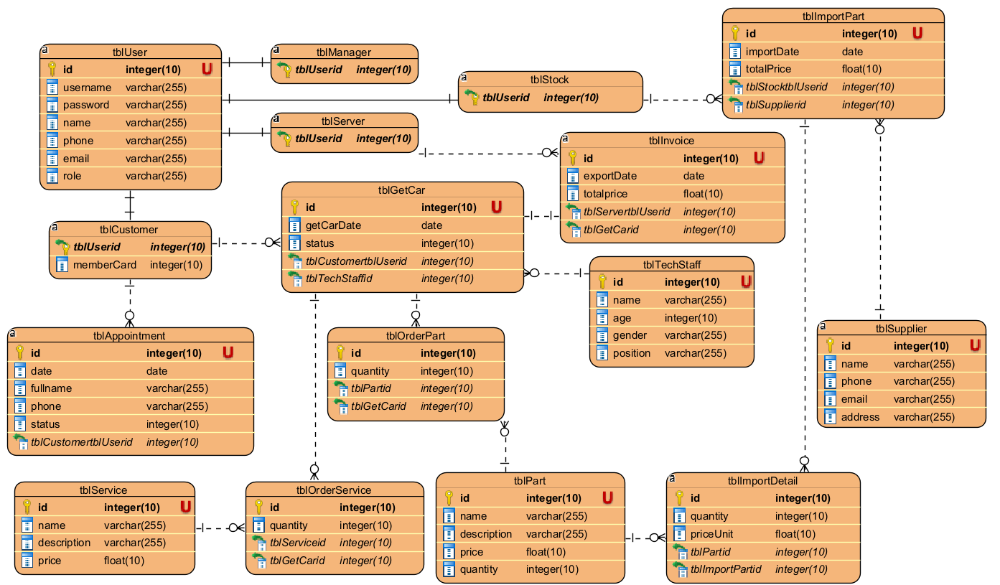 tblUser
id integer(10) U
username varchar(255)
password varchar(255)
name varchar(255)
phone varchar(255)
email varchar(255)
role varchar(255)
a
tblManager
tblUserid integer(10)
a
tblStock
tblUserid integer(10)
a
tblImportPart
id integer(10) U
importDate date
totalPrice float(10)
tblStocktblUserid integer(10)
tblSupplierid integer(10)
a
tblServer
tblUserid integer(10)
a
tblInvoice
id integer(10) U
exportDate date
totalprice float(10)
tblServertblUserid integer(10)
tblGetCarid integer(10)
a
tblGetCar
id integer(10) U
getCarDate date
status integer(10)
tblCustomertblUserid integer(10)
tblTechStaffid integer(10)
tblCustomer
tblUserid integer(10)
memberCard integer(10)
a
tblTechStaff
id integer(10) U
name varchar(255)
age integer(10)
gender varchar(255)
position varchar(255)
tblAppointment
id integer(10) U
date date
fullname varchar(255)
phone varchar(255)
status integer(10)
tblCustomertblUserid integer(10)
a
tblOrderPart
id integer(10)
quantity integer(10)
tblPartid integer(10)
tblGetCarid integer(10)
tblSupplier
id integer(10) U
name varchar(255)
phone varchar(255)
email varchar(255)
address varchar(255)
a
tblService
id integer(10) U
name varchar(255)
description varchar(255)
price float(10)
tblOrderService
id integer(10)
quantity integer(10)
tblServiceid integer(10)
tblGetCarid integer(10)
tblPart
id integer(10) U
name varchar(255)
description varchar(255)
price float(10)
quantity integer(10)
tblImportDetail
id integer(10)
quantity integer(10)
priceUnit float(10)
tblPartid integer(10)
tblImportPartid integer(10)
a